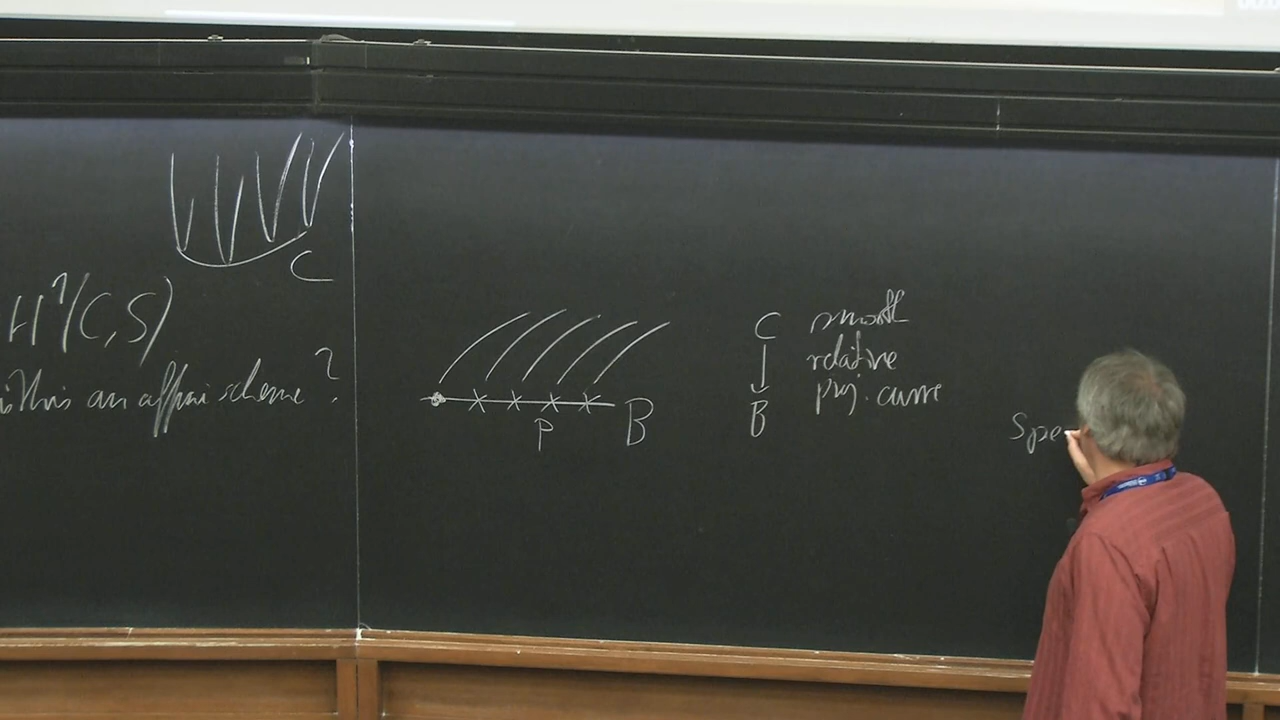 C
H¹(C,S)
is this an affine scheme ?
P
B
C
↓
B
smooth
relative
proj. curve
Spe